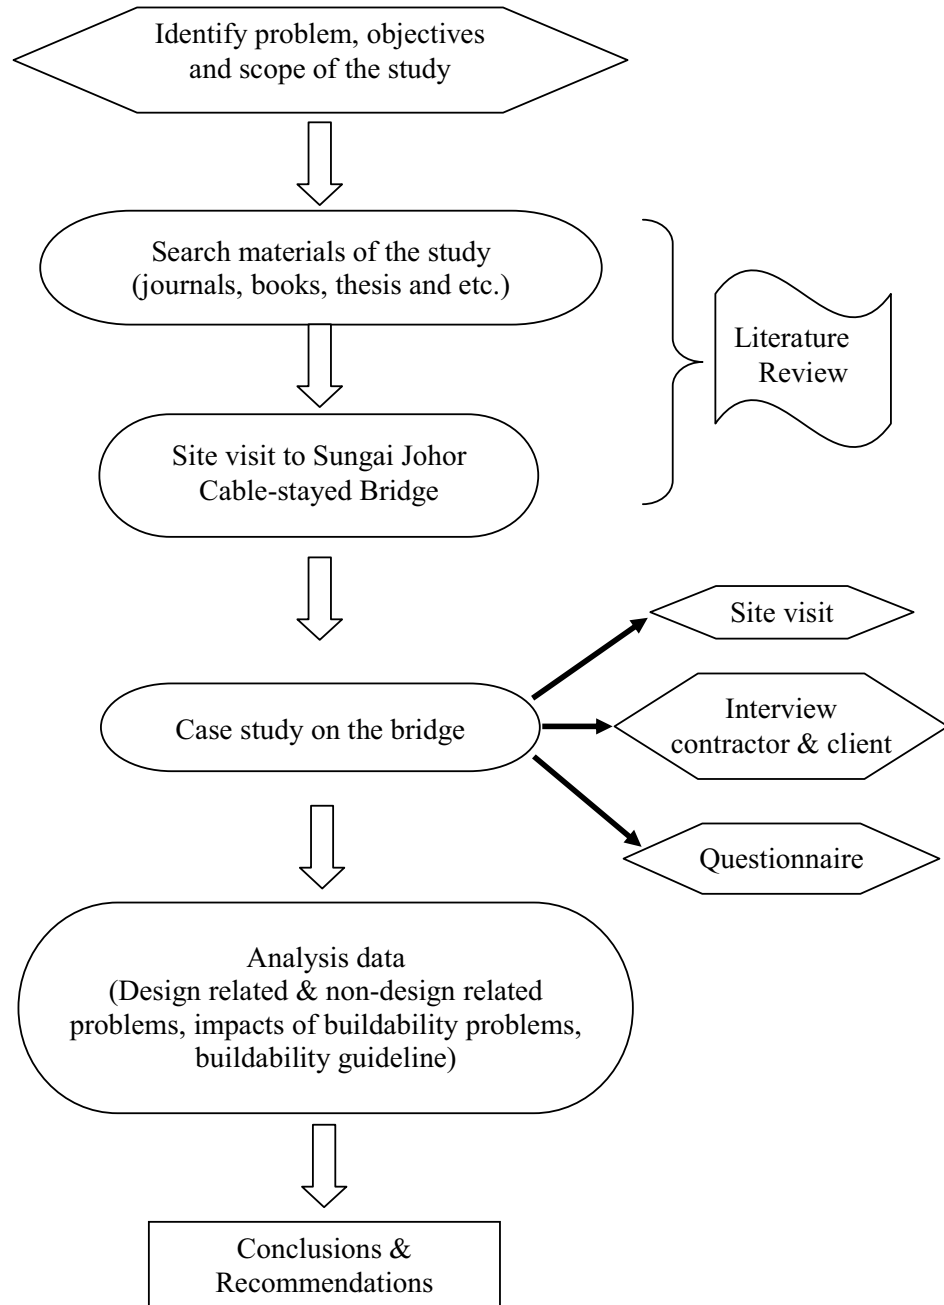 Identify problem, objectives
and scope of the study
Search materials of the study
(journals, books, thesis and etc.)
Literature
Review
Site visit to Sungai Johor
Cable-stayed Bridge
Site visit
Case study on the bridge
Interview
contractor & client
Questionnaire
Analysis data
(Design related & non-design related
problems, impacts of buildability problems,
buildability guideline)
Conclusions &
Recommendations